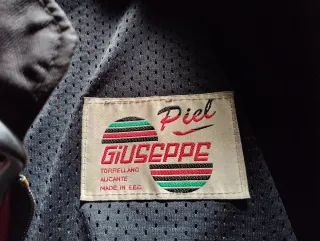 Piel
GiUSEPPE
TORRELLANO
ALICANTE
MADE IN E.E.C.